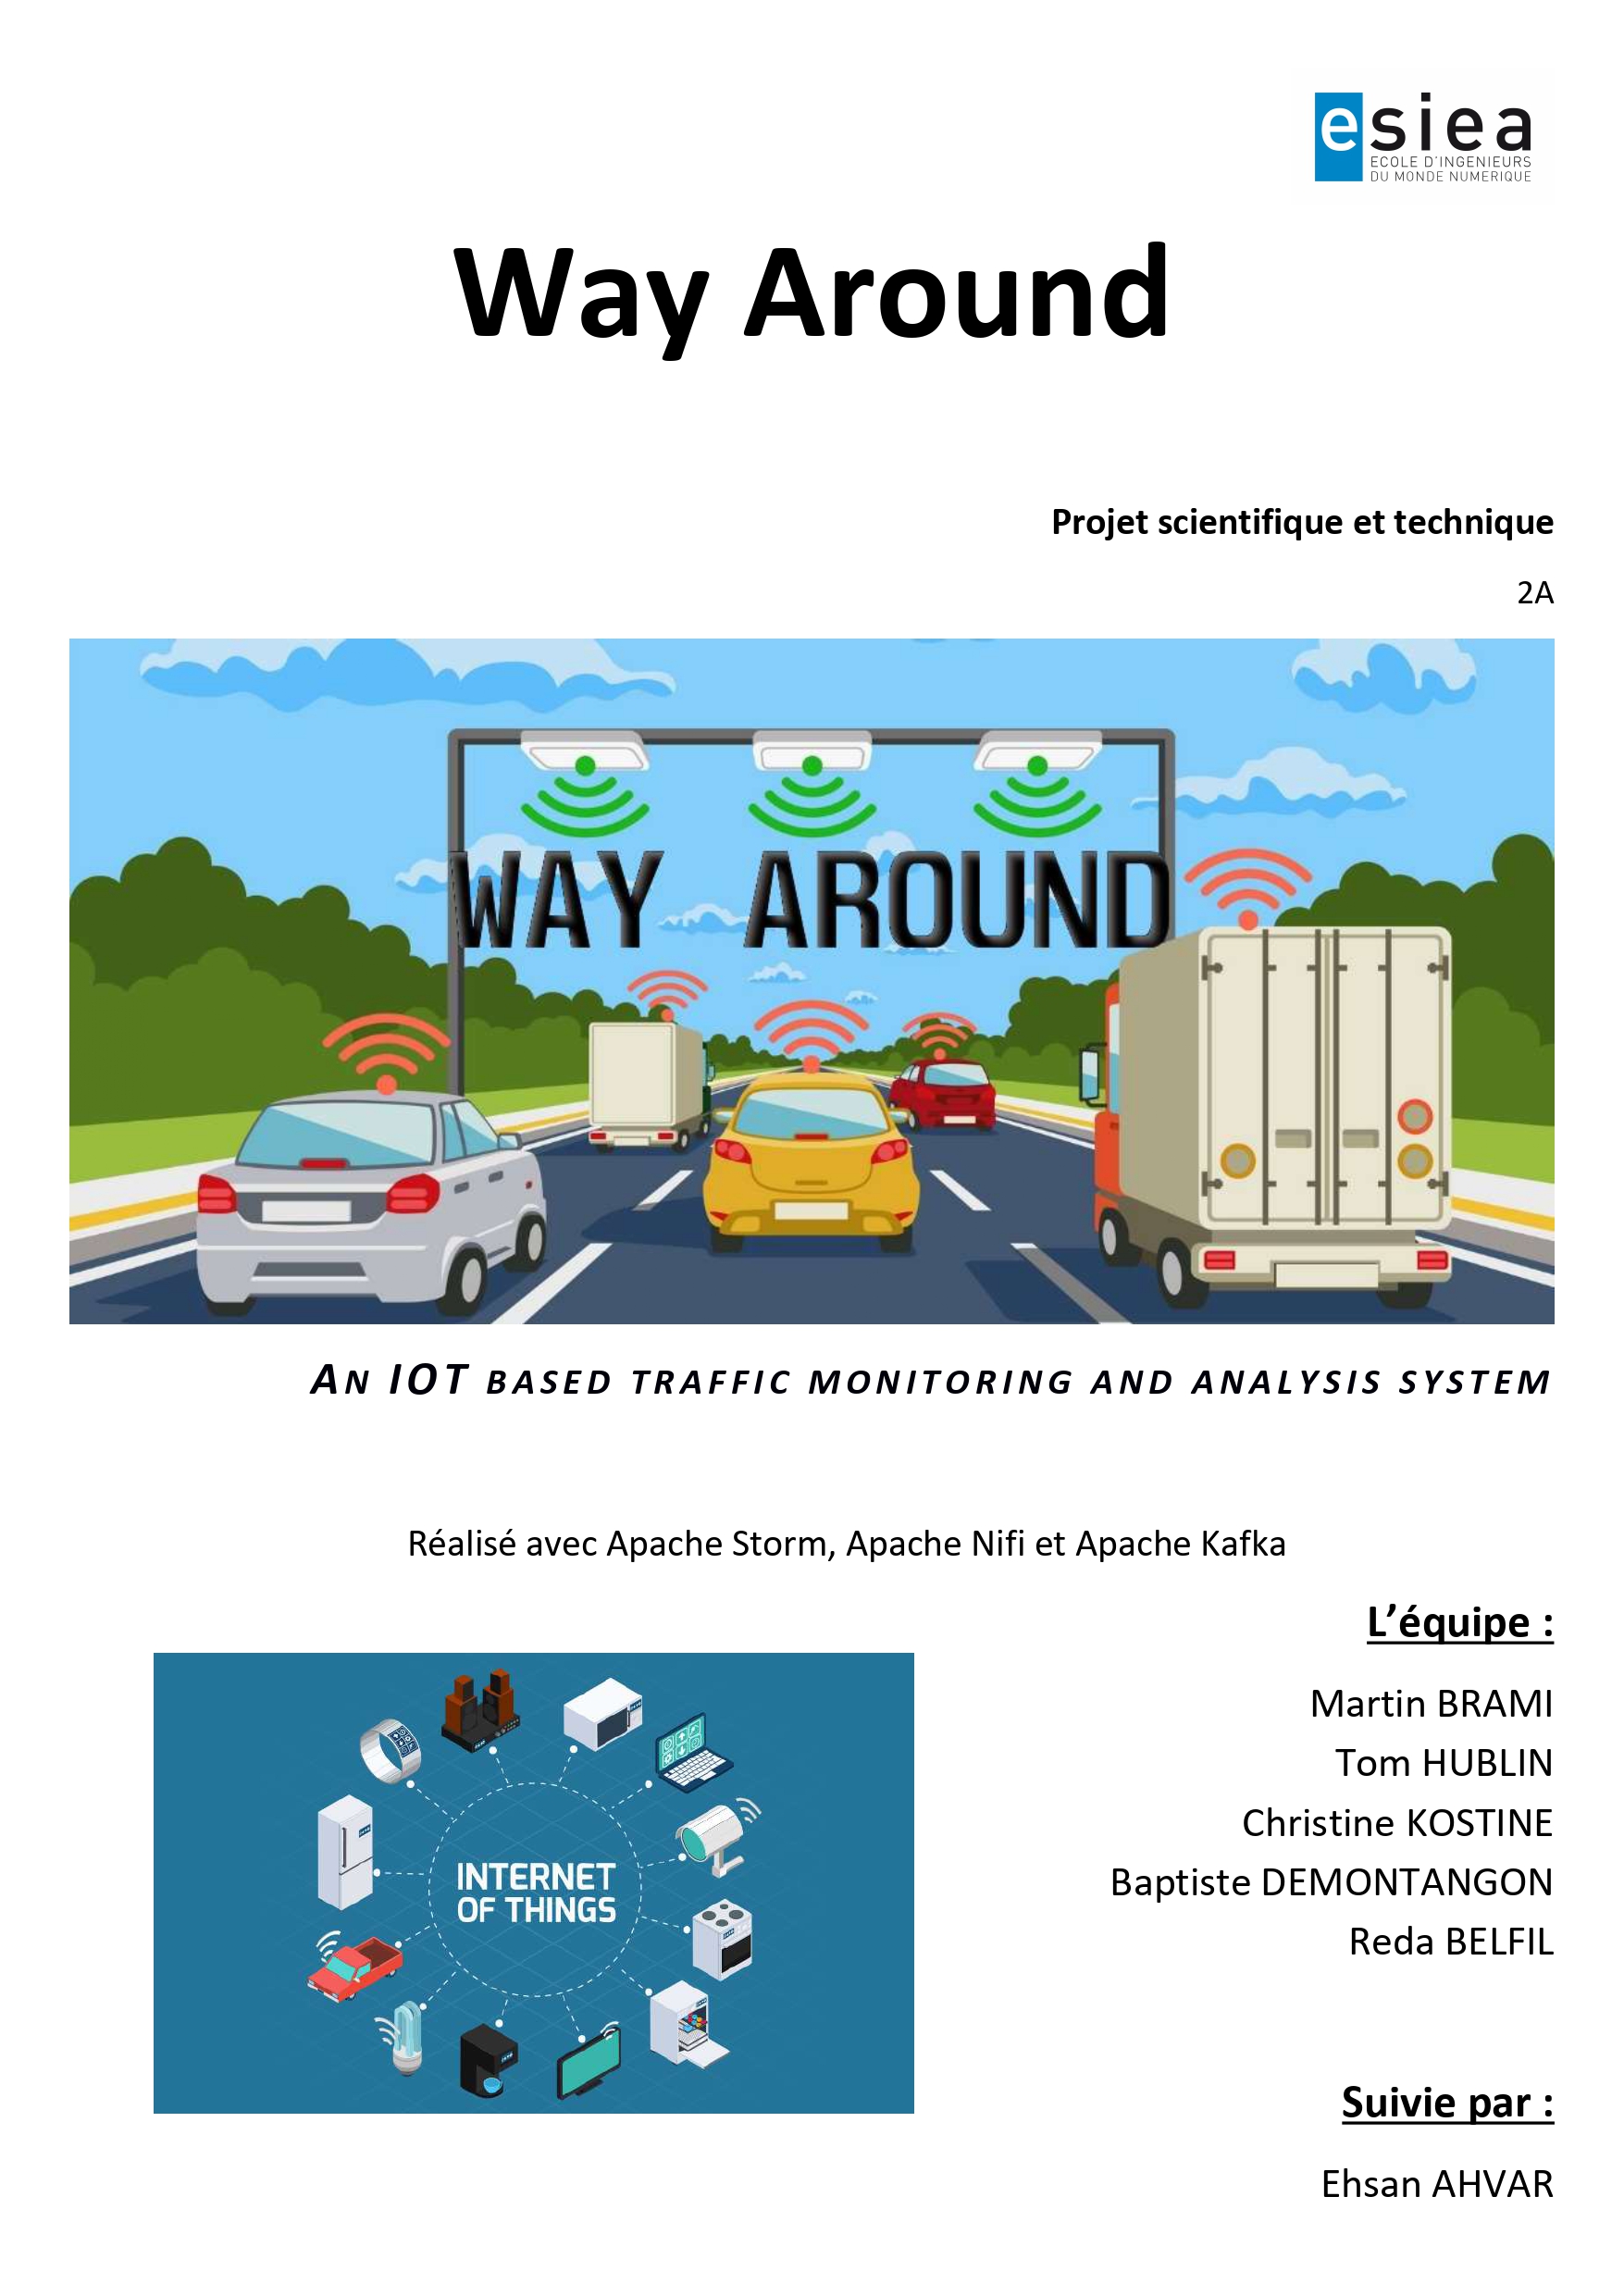 esiea
ECOLE D'INGENIEURS
DU MONDE NUMERIQUE
Way Around
Projet scientifique et technique
2A
WAY AROUND
AN IOT BASED TRAFFIC MONITORING AND ANALYSIS SYSTEM
Réalisé avec Apache Storm, Apache Nifi et Apache Kafka
L'équipe :
Martin BRAMI
Tom HUBLIN
Christine KOSTINE
Baptiste DEMONTANGON
Reda BELFIL
INTERNET
OF THINGS
Suivie par :
Ehsan AHVAR